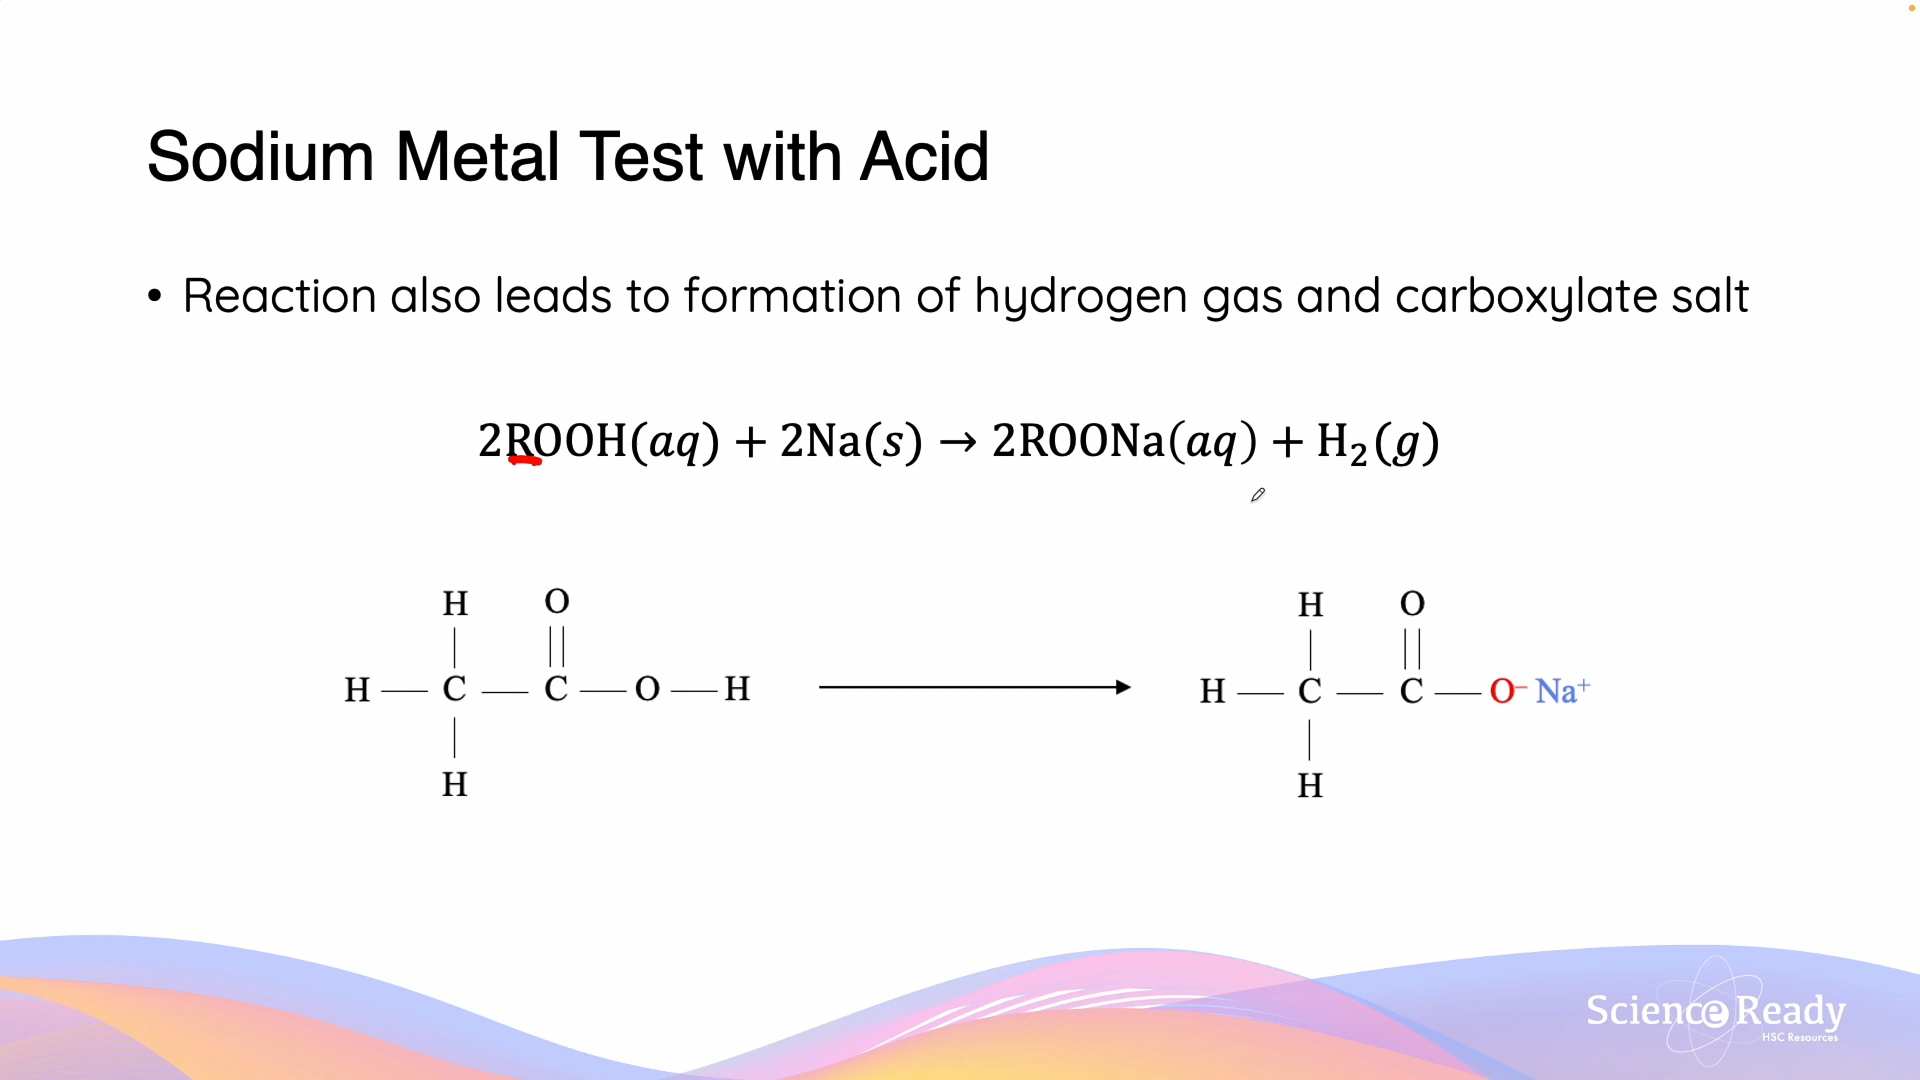 Sodium Metal Test with Acid
• Reaction also leads to formation of hydrogen gas and carboxylate salt
2ROOH(aq) + 2Na(s) → 2ROONa(aq) + H₂(g)
H O H O
H — C — C — O — H H — C — C — O⁻ Na⁺
H H
Science Ready
HSC Resources